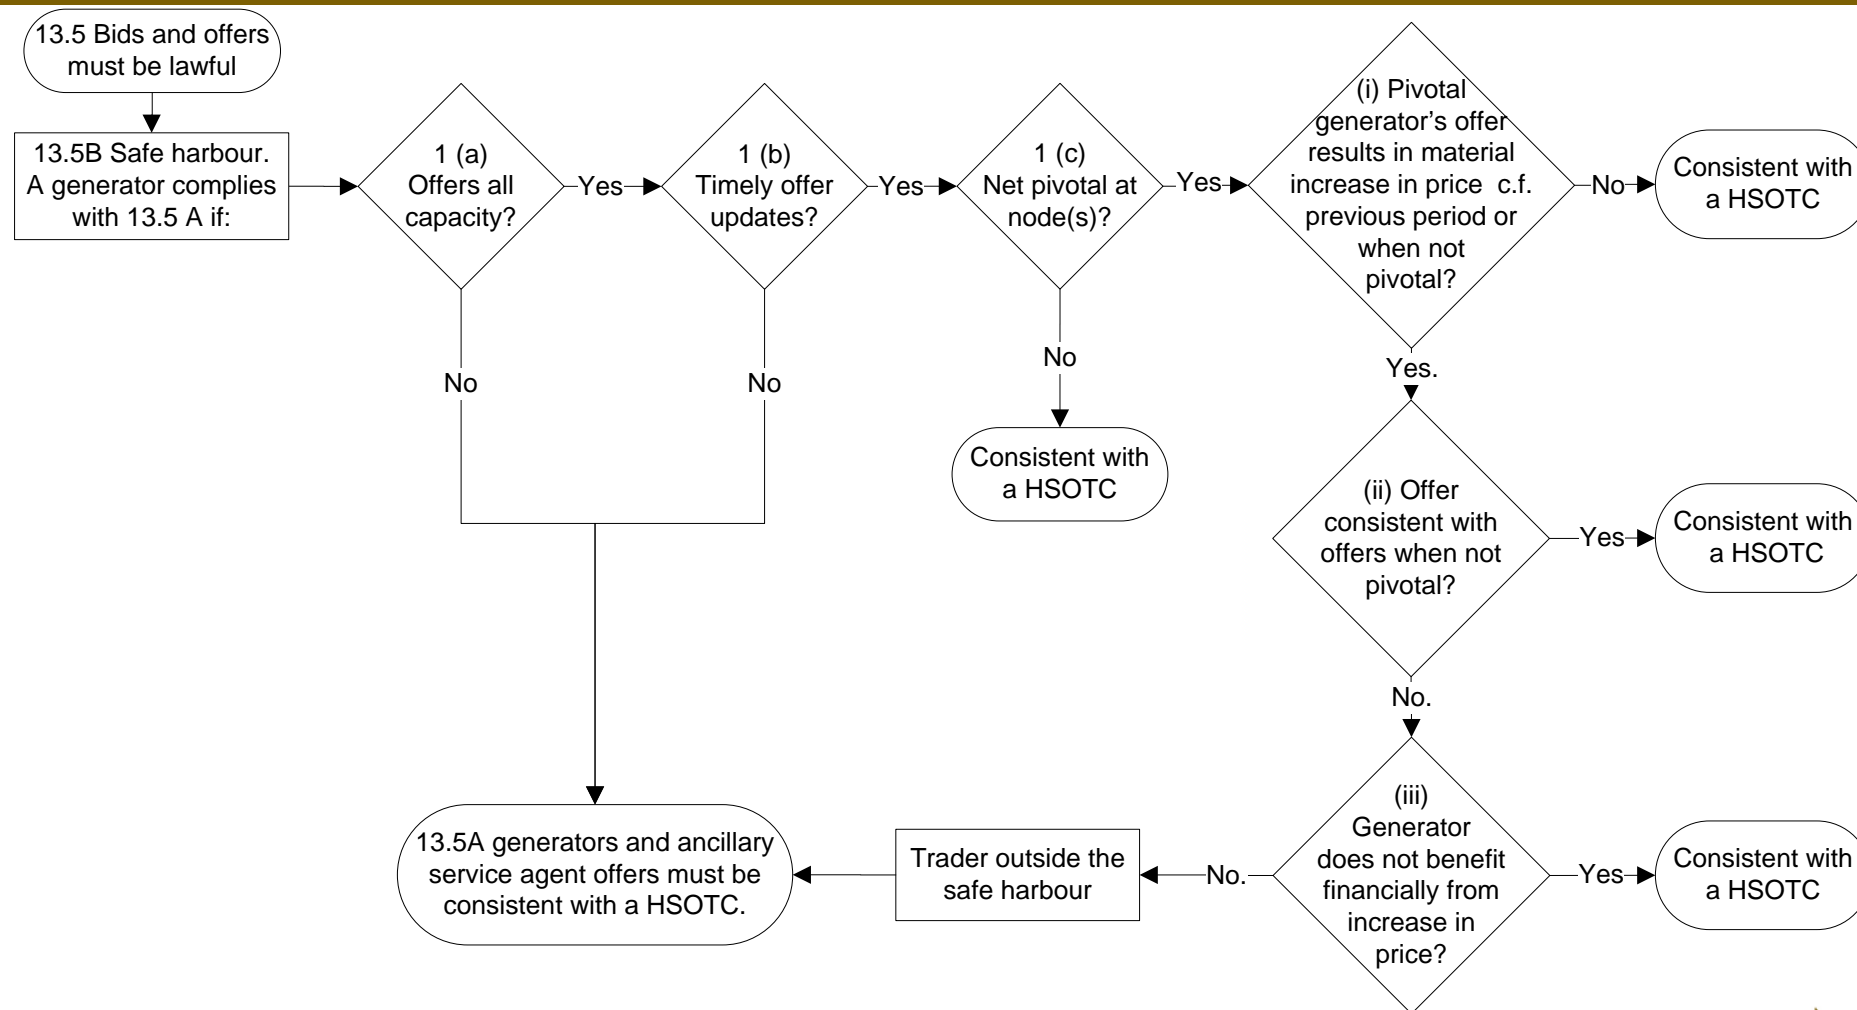 13.5 Bids and offers
must be lawful
13.5B Safe harbour.
A generator complies
with 13.5 A if:
1 (a)
Offers all
capacity?
Yes
No
1 (b)
Timely offer
updates?
Yes
No
1 (c)
Net pivotal at
node(s)?
Yes
No
Consistent with
a HSOTC
(i) Pivotal
generator’s offer
results in material
increase in price c.f.
previous period or
when not
pivotal?
No
Consistent with
a HSOTC
Yes.
(ii) Offer
consistent with
offers when not
pivotal?
Yes
Consistent with
a HSOTC
No.
(iii)
Generator
does not benefit
financially from
increase in
price?
Yes
Consistent with
a HSOTC
No.
Trader outside the
safe harbour
13.5A generators and ancillary
service agent offers must be
consistent with a HSOTC.